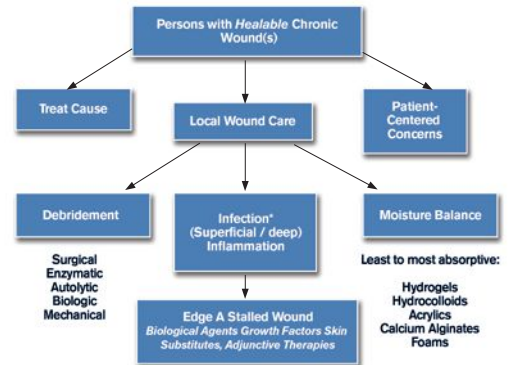 Persons with Healable Chronic
Wound(s)
Treat Cause
Local Wound Care
Patient-
Centered
Concerns
Debridement
Surgical
Enzymatic
Autolytic
Biologic
Mechanical
Infection*
(Superficial / deep)
Inflammation
Moisture Balance
Least to most absorptive:
Hydrogels
Hydrocolloids
Acrylics
Calcium Alginates
Foams
Edge A Stalled Wound
Biological Agents Growth Factors Skin
Substitutes, Adjunctive Therapies